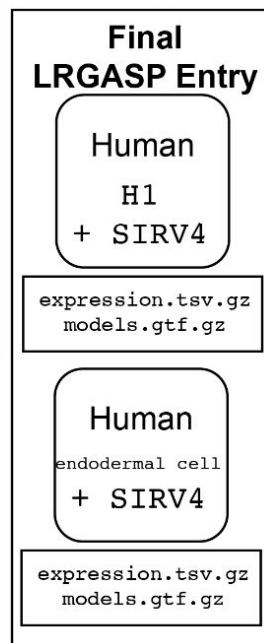 Final
LRGASP Entry
Human
H1
+ SIRV4
expression.tsv.gz
models.gtf.gz
Human
endodermal cell
+ SIRV4
expression.tsv.gz
models.gtf.gz